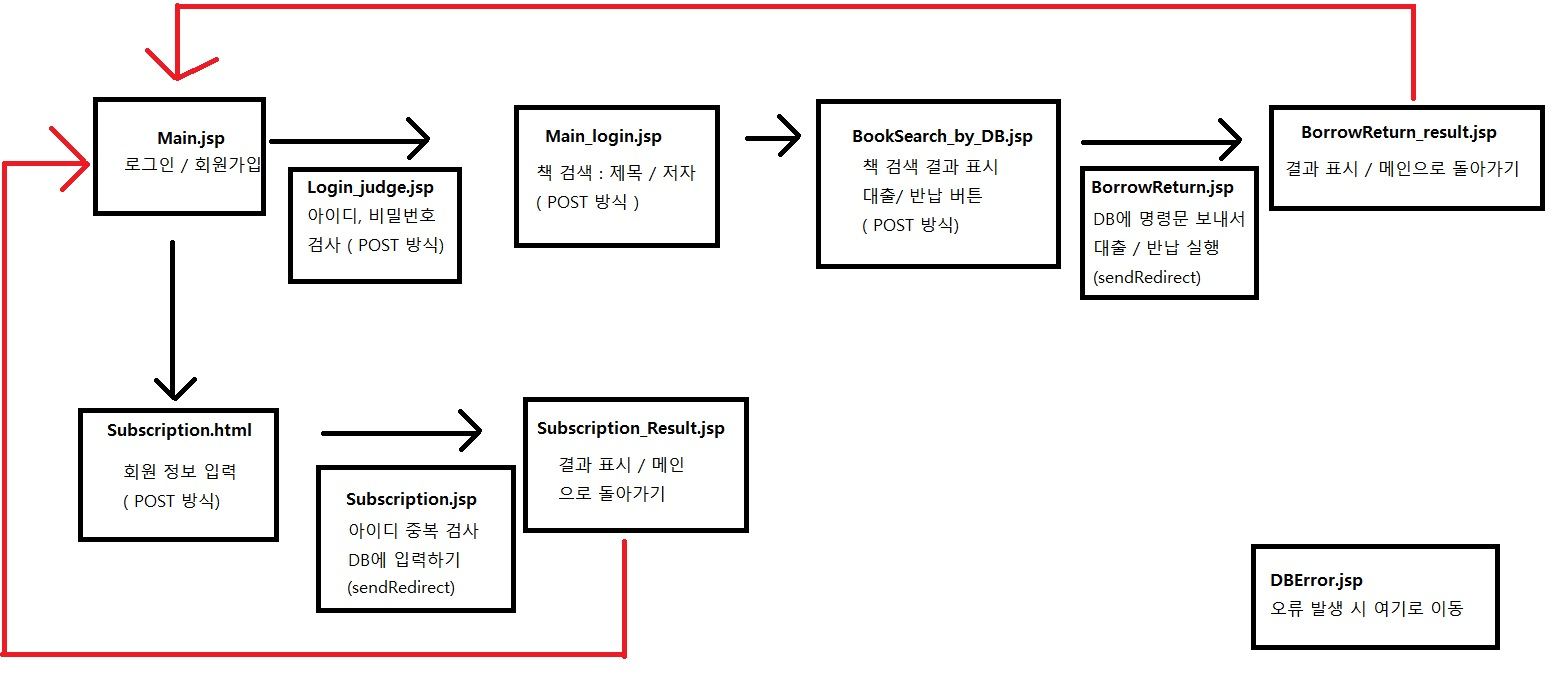 Main.jsp
로그인 / 회원가입
Login_judge.jsp
아이디, 비밀번호
검사 ( POST 방식)
Main_login.jsp
책 검색 : 제목 / 저자
( POST 방식 )
BookSearch_by_DB.jsp
책 검색 결과 표시
대출/ 반납 버튼
( POST 방식)
BorrowReturn.jsp
DB에 명령문 보내서
대출 / 반납 실행
(sendRedirect)
BorrowReturn_result.jsp
결과 표시 / 메인으로 돌아가기
Subscription.html
회원 정보 입력
( POST 방식)
Subscription.jsp
아이디 중복 검사
DB에 입력하기
(sendRedirect)
Subscription_Result.jsp
결과 표시 / 메인
으로 돌아가기
DBError.jsp
오류 발생 시 여기로 이동